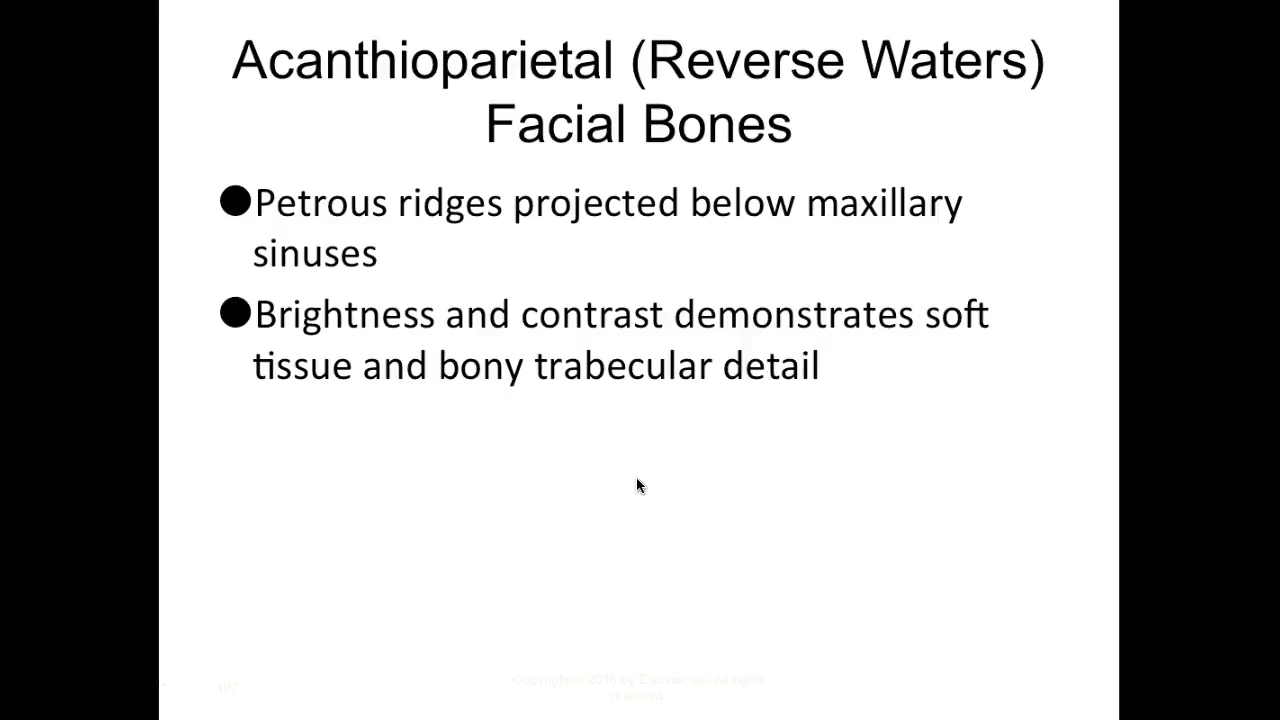 Acanthioparietal (Reverse Waters)
Facial Bones
●Petrous ridges projected below maxillary
sinuses
●Brightness and contrast demonstrates soft
tissue and bony trabecular detail
107
Copyright © 2016 by Elsevier Inc. All rights
reserved.